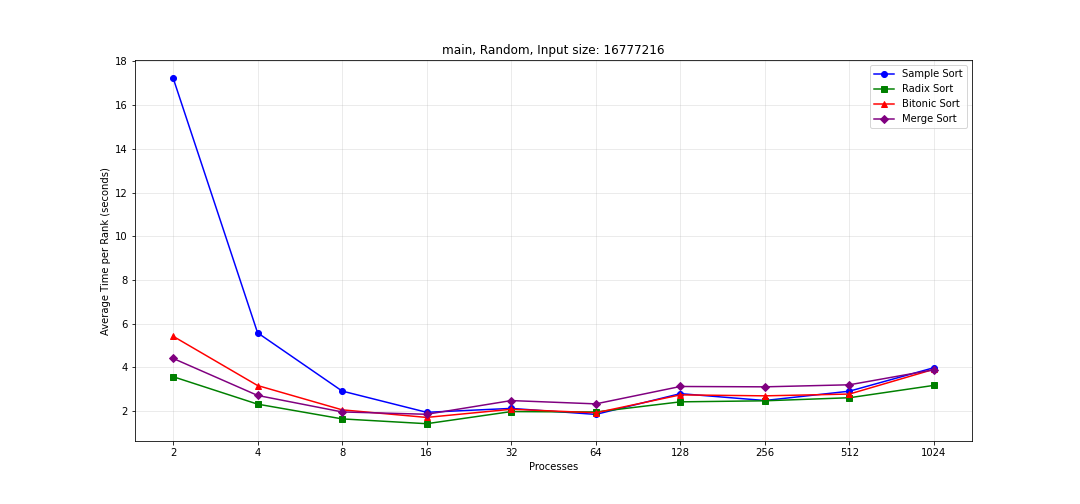 main, Random, Input size: 16777216
Sample Sort
Radix Sort
Bitonic Sort
Merge Sort
Average Time per Rank (seconds)
18
16
14
12
10
8
6
4
2
2 4 8 16 32 64 128 256 512 1024
Processes